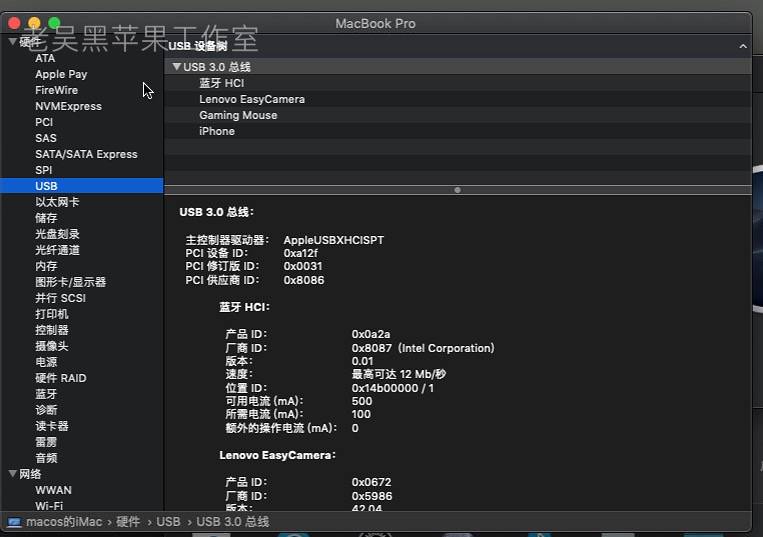 MacBook Pro
老吴黑苹果工作室
硬件
ATA
Apple Pay
FireWire
NVMExpress
PCI
SAS
SATA/SATA Express
SPI
USB
以太网卡
储存
光盘刻录
光纤通道
内存
图形卡/显示器
并行 SCSI
打印机
控制器
摄像头
电源
硬件 RAID
蓝牙
诊断
读卡器
雷雳
音频
网络
WWAN
Wi-Fi
USB 设备树
USB 3.0 总线
蓝牙 HCI
Lenovo EasyCamera
Gaming Mouse
iPhone
USB 3.0 总线：
主控制器驱动器： AppleUSBXHCISPT
PCI 设备 ID： 0xa12f
PCI 修订版 ID： 0x0031
PCI 供应商 ID： 0x8086
蓝牙 HCI：
产品 ID： 0x0a2a
厂商 ID： 0x8087（Intel Corporation）
版本： 0.01
速度： 最高可达 12 Mb/秒
位置 ID： 0x14b00000 / 1
可用电流 (mA)： 500
所需电流 (mA)： 100
额外的操作电流 (mA)： 0
Lenovo EasyCamera：
产品 ID： 0x0672
厂商 ID： 0x5986
版本： 42.04
macos的iMac › 硬件 › USB › USB 3.0 总线